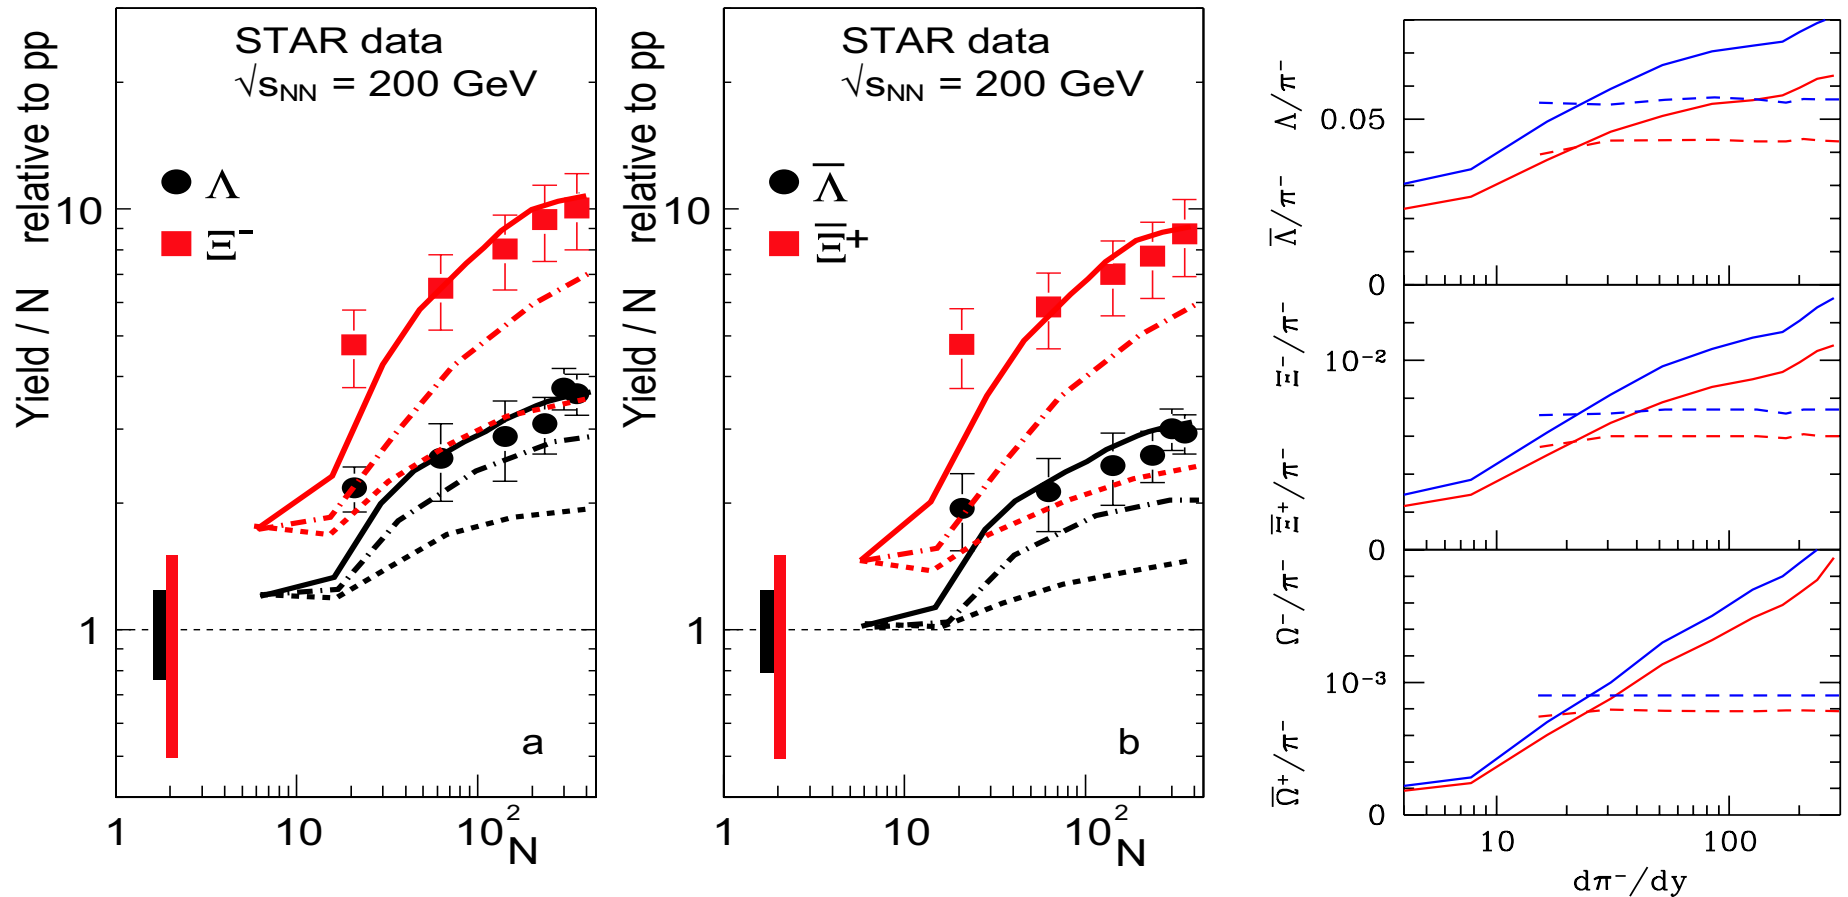 STAR data
√sNN = 200 GeV
Λ
Ξ-
Yield / N relative to pp
10
1
a
1
10
10²
N
STAR data
√sNN = 200 GeV
Λ̅
Ξ̅+
Yield / N relative to pp
10
1
b
1
10
10²
N
Λ̅/π⁻ Λ/π⁻
0.05
0
Ξ̅⁺/π⁻ Ξ⁻/π⁻
10⁻²
0
Ω̅⁺/π⁻ Ω⁻/π⁻
10⁻³
0
10
100
dπ⁻/dy